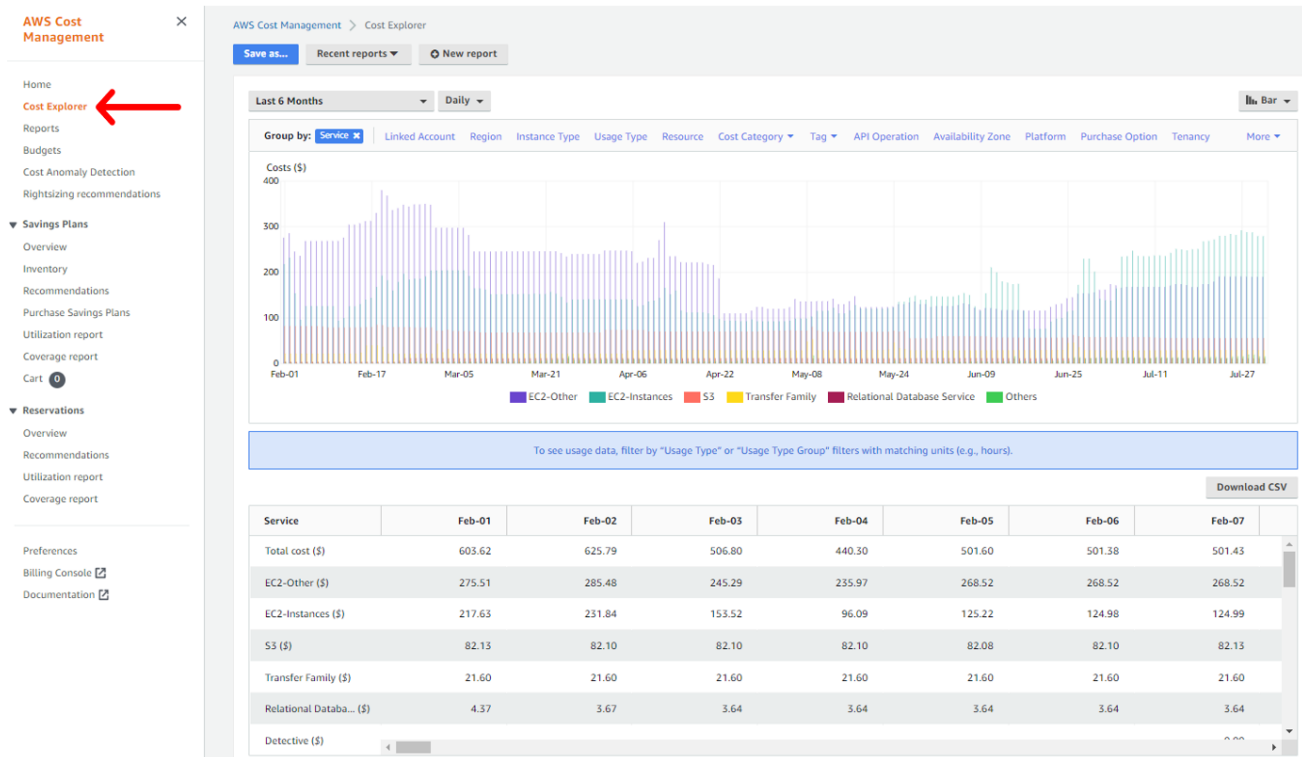 AWS Cost
Management
Home
Cost Explorer
Reports
Budgets
Cost Anomaly Detection
Rightsizing recommendations
Savings Plans
Overview
Inventory
Recommendations
Purchase Savings Plans
Utilization report
Coverage report
Cart 0
Reservations
Overview
Recommendations
Utilization report
Coverage report
Preferences
Billing Console
Documentation
AWS Cost Management > Cost Explorer
Save as... Recent reports New report
Last 6 Months Daily Bar
Group by: Service Linked Account Region Instance Type Usage Type Resource Cost Category Tag API Operation Availability Zone Platform Purchase Option Tenancy More
Costs ($)
400
300
200
100
0
Feb-01 Feb-17 Mar-05 Mar-21 Apr-06 Apr-22 May-08 May-24 Jun-09 Jun-25 Jul-11 Jul-27
EC2-Other EC2-Instances S3 Transfer Family Relational Database Service Others
To see usage data, filter by "Usage Type" or "Usage Type Group" filters with matching units (e.g., hours).
Download CSV
Service Feb-01 Feb-02 Feb-03 Feb-04 Feb-05 Feb-06 Feb-07
Total cost ($) 603.62 625.79 506.80 440.30 501.60 501.38 501.43
EC2-Other ($) 275.51 285.48 245.29 235.97 268.52 268.52 268.52
EC2-Instances ($) 217.63 231.84 153.52 96.09 125.22 124.98 124.99
S3 ($) 82.13 82.10 82.10 82.10 82.08 82.10 82.13
Transfer Family ($) 21.60 21.60 21.60 21.60 21.60 21.60 21.60
Relational Databa... ($) 4.37 3.67 3.64 3.64 3.64 3.64 3.64
Detective ($)